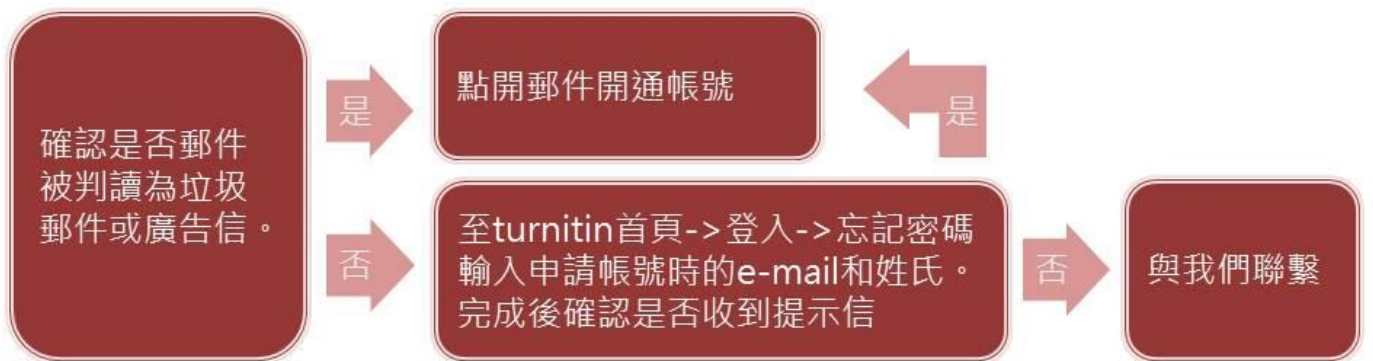 確認是否郵件
被判讀為垃圾
郵件或廣告信。
是
點開郵件開通帳號
是
否
至turnitin首頁->登入->忘記密碼
輸入申請帳號時的e-mail和姓氏。
完成後確認是否收到提示信
否
與我們聯繫